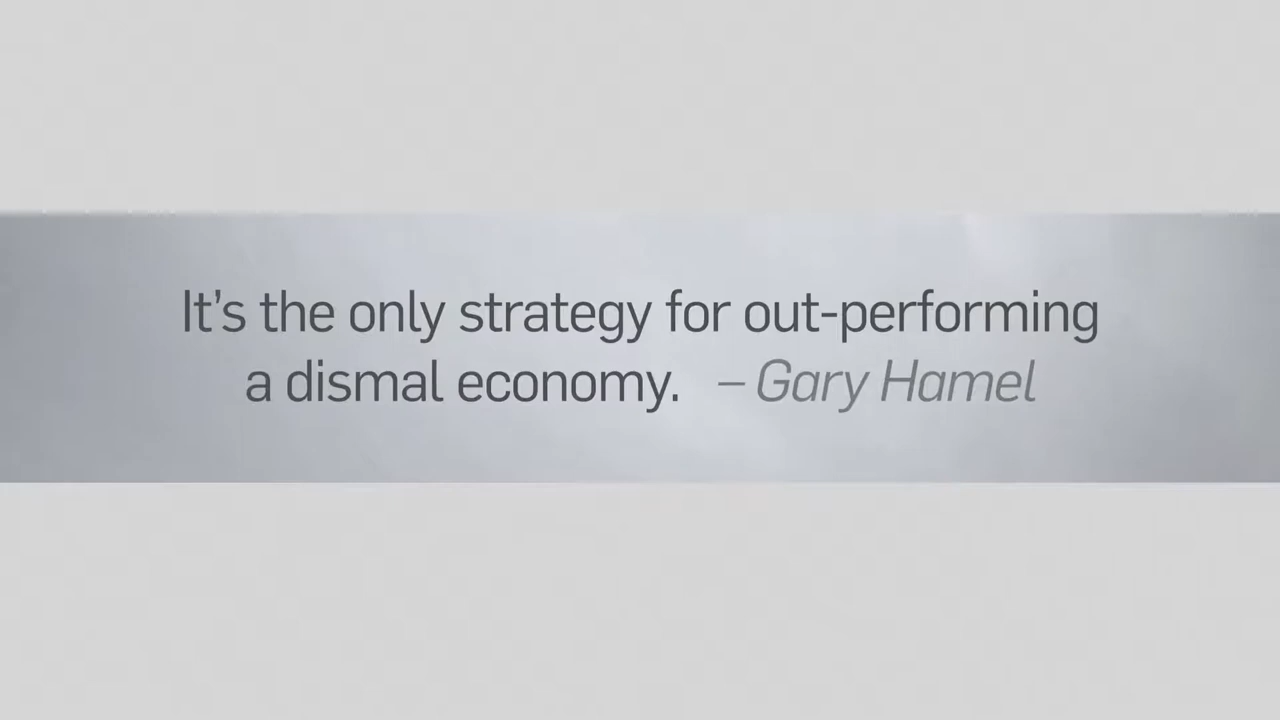 It’s the only strategy for out-performing
a dismal economy. – Gary Hamel